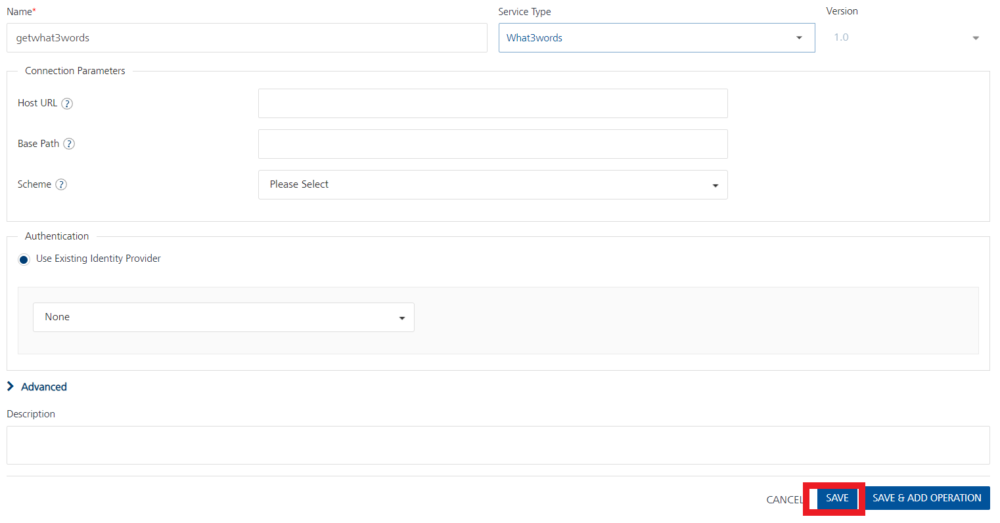 Name*
Service Type
Version
getwhat3words
What3words
1.0
Connection Parameters
Host URL ?
Base Path ?
Scheme ?
Please Select
Authentication
Use Existing Identity Provider
None
Advanced
Description
CANCEL
SAVE
SAVE & ADD OPERATION